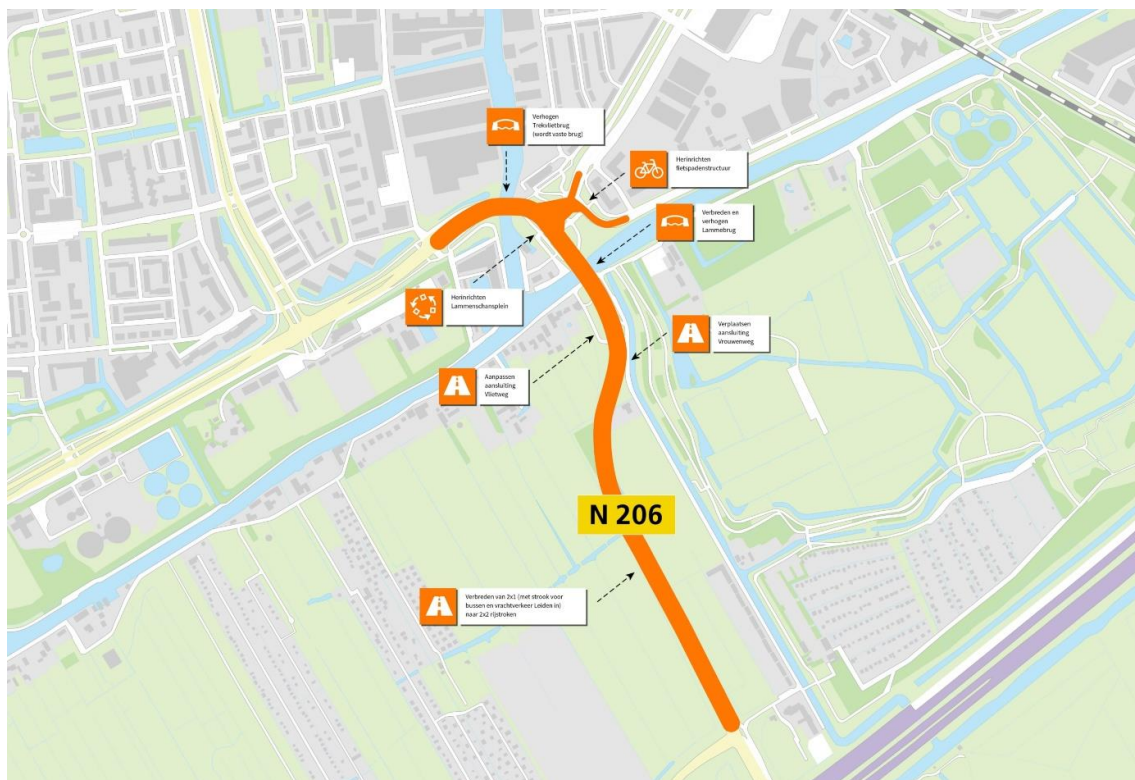 Verhogen
Trekvlietbrug
(wordt vaste brug)
Herinrichten
fietspadenstructuur
Verbreden en
verhogen
Lammebrug
Herinrichten
Lammenschansplein
Verplaatsen
aansluiting
Vrouwenweg
Aanpassen
aansluiting
Vlietweg
N 206
Verbreden van 2x1 (met strook voor
bussen en vrachtverkeer Leiden in)
naar 2x2 rijstroken